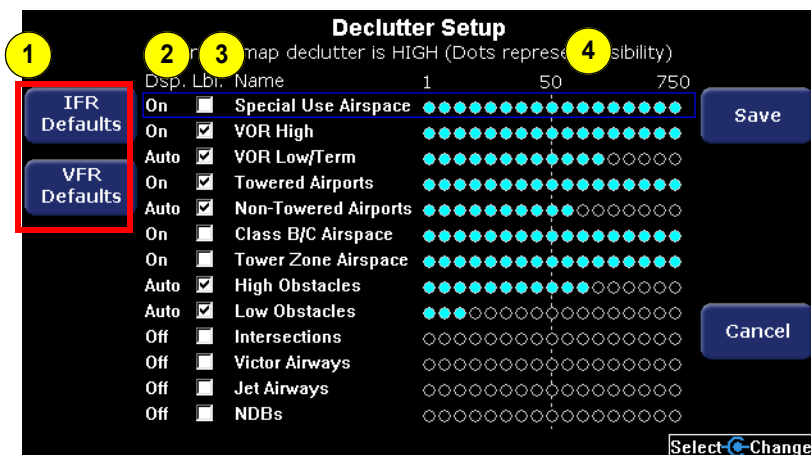 Declutter Setup
1 2 3 map declutter is HIGH (Dots 4
Dsp. Lbl. Name 1 50 750
IFR Defaults
VFR Defaults
On Special Use Airspace
On VOR High
Auto VOR Low/Term
On Towered Airports
Auto Non-Towered Airports
On Class B/C Airspace
On Tower Zone Airspace
Auto High Obstacles
Auto Low Obstacles
Off Intersections
Off Victor Airways
Off Jet Airways
Off NDBs
Save
Cancel
Select Change